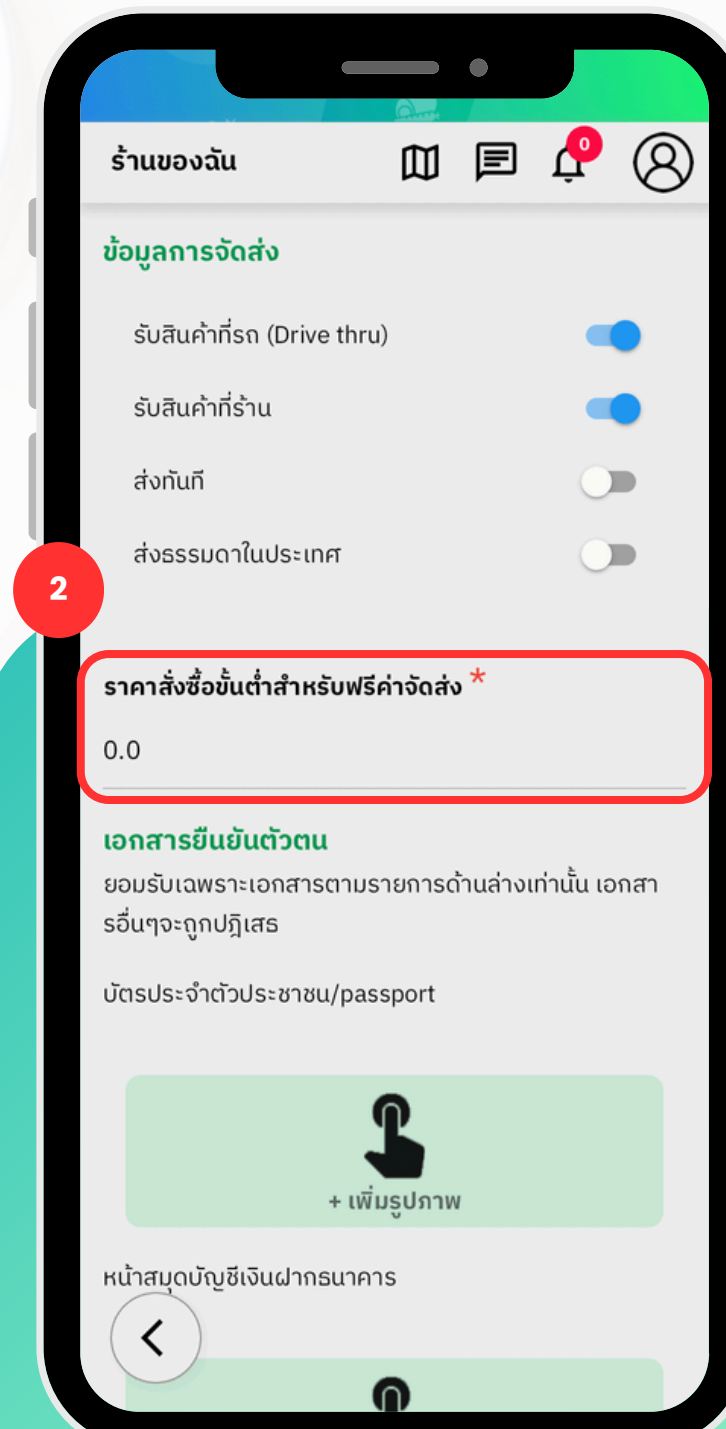 ร้านของฉัน
0
ข้อมูลการจัดส่ง
รับสินค้าที่รถ (Drive thru)
รับสินค้าที่ร้าน
ส่งทันที
ส่งธรรมดาในประเทศ
2
ราคาสั่งซื้อขั้นต่ำสำหรับฟรีค่าจัดส่ง *
0.0
เอกสารยืนยันตัวตน
ยอมรับเฉพาะเอกสารตามรายการด้านล่างเท่านั้น เอกสา
รอื่นๆจะถูกปฎิเสธ
บัตรประจำตัวประชาชน/passport
+ เพิ่มรูปภาพ
หน้าสมุดบัญชีเงินฝากธนาคาร